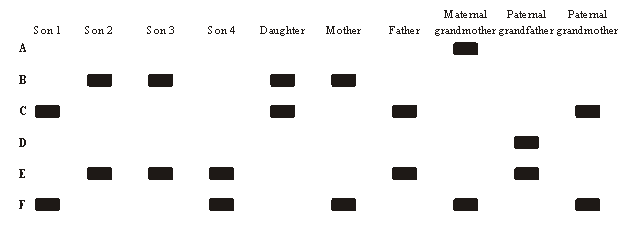 Maternal Paternal Paternal
Son 1 Son 2 Son 3 Son 4 Daughter Mother Father grandmother grandfather grandmother
A
B
C
D
E
F